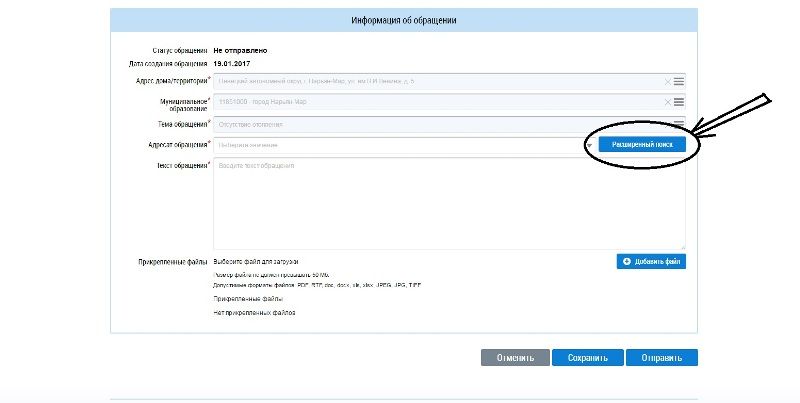 Информация об обращении
Статус обращения Не отправлено
Дата создания обращения 19.01.2017
Адрес дома/территории* Ненецкий автономный округ, г. Нарьян-Мар, ул. им В.И.Ленина, д. 5
Муниципальное образование* 11851000 - город Нарьян-Мар
Тема обращения* Отсутствие отопления
Адресат обращения* Выберите значение Расширенный поиск
Текст обращения* Введите текст обращения
Прикрепленные файлы Выберите файл для загрузки Добавить файл
Размер файла не должен превышать 50 Мб.
Допустимые форматы файлов: PDF, RTF, doc, docx, xls, xlsx, JPEG, JPG, TIFF
Прикрепленные файлы
Нет прикрепленных файлов
Отменить Сохранить Отправить